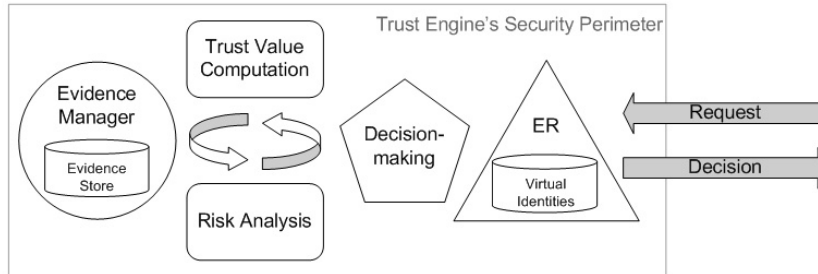 Trust Engine's Security Perimeter
Trust Value
Computation
Evidence
Manager
Evidence
Store
Risk Analysis
Decision-
making
ER
Virtual
Identities
Request
Decision